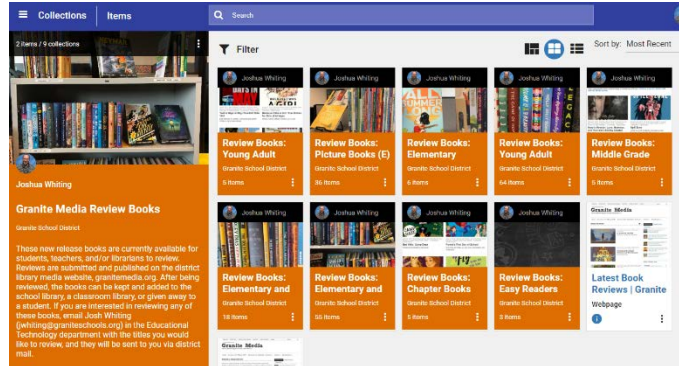 Collections Items Search
2 items / 9 collections
Filter
Sort by: Most Recent
Joshua Whiting
Granite Media Review Books
Granite School District
These new release books are currently available for
students, teachers, and/or librarians to review.
Reviews are submitted and published on the district
library media website, granitemedia.org. After being
reviewed, the books can be kept and added to the
school library, a classroom library, or given away to
a student. If you are interested in reviewing any of
these books, email Josh Whiting
(jwhiting@graniteschools.org) in the Educational
Technology department with the titles you would
like to review, and they will be sent to you via district
mail.
Joshua Whiting
Review Books:
Young Adult
Granite School District
5 Items
Joshua Whiting
Review Books:
Picture Books (E)
Granite School District
36 Items
Joshua Whiting
ALL
SUMMER
LONG
Review Books:
Elementary
Granite School District
6 Items
Joshua Whiting
LEGACY
Review Books:
Young Adult
Granite School District
64 Items
Joshua Whiting
Review Books:
Middle Grade
Granite School District
5 Items
Joshua Whiting
Review Books:
Elementary and
Granite School District
18 Items
Joshua Whiting
Review Books:
Elementary and
Granite School District
55 Items
Joshua Whiting
Review Books:
Chapter Books
Granite School District
5 Items
Joshua Whiting
Review Books:
Easy Readers
Granite School District
3 Items
Granite Media
Latest Book
Reviews | Granite
Webpage
Granite Media